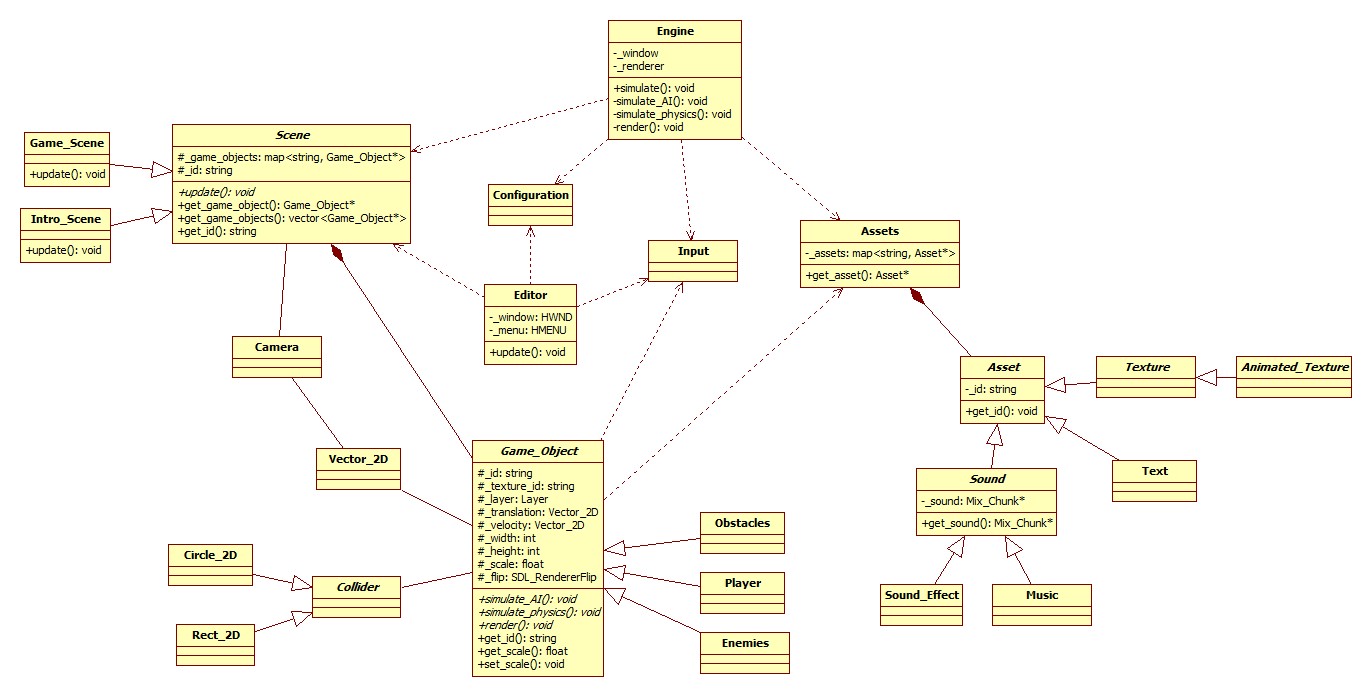 Engine
-_window
-_renderer
+simulate(): void
-simulate_AI(): void
-simulate_physics(): void
-render(): void
Scene
#_game_objects: map<string, Game_Object*>
#_id: string
+update(): void
+get_game_object(): Game_Object*
+get_game_objects(): vector<Game_Object*>
+get_id(): string
Game_Scene
+update(): void
Intro_Scene
+update(): void
Configuration
Input
Assets
-_assets: map<string, Asset*>
+get_asset(): Asset*
Editor
-_window: HWND
-_menu: HMENU
+update(): void
Camera
Asset
-_id: string
+get_id(): void
Texture
Animated_Texture
Vector_2D
Game_Object
#_id: string
#_texture_id: string
#_layer: Layer
#_translation: Vector_2D
#_velocity: Vector_2D
#_width: int
#_height: int
#_scale: float
#_flip: SDL_RendererFlip
+simulate_AI(): void
+simulate_physics(): void
+render(): void
+get_id(): string
+get_scale(): float
+set_scale(): void
Text
Sound
-_sound: Mix_Chunk*
+get_sound(): Mix_Chunk*
Obstacles
Circle_2D
Collider
Player
Sound_Effect
Music
Rect_2D
Enemies